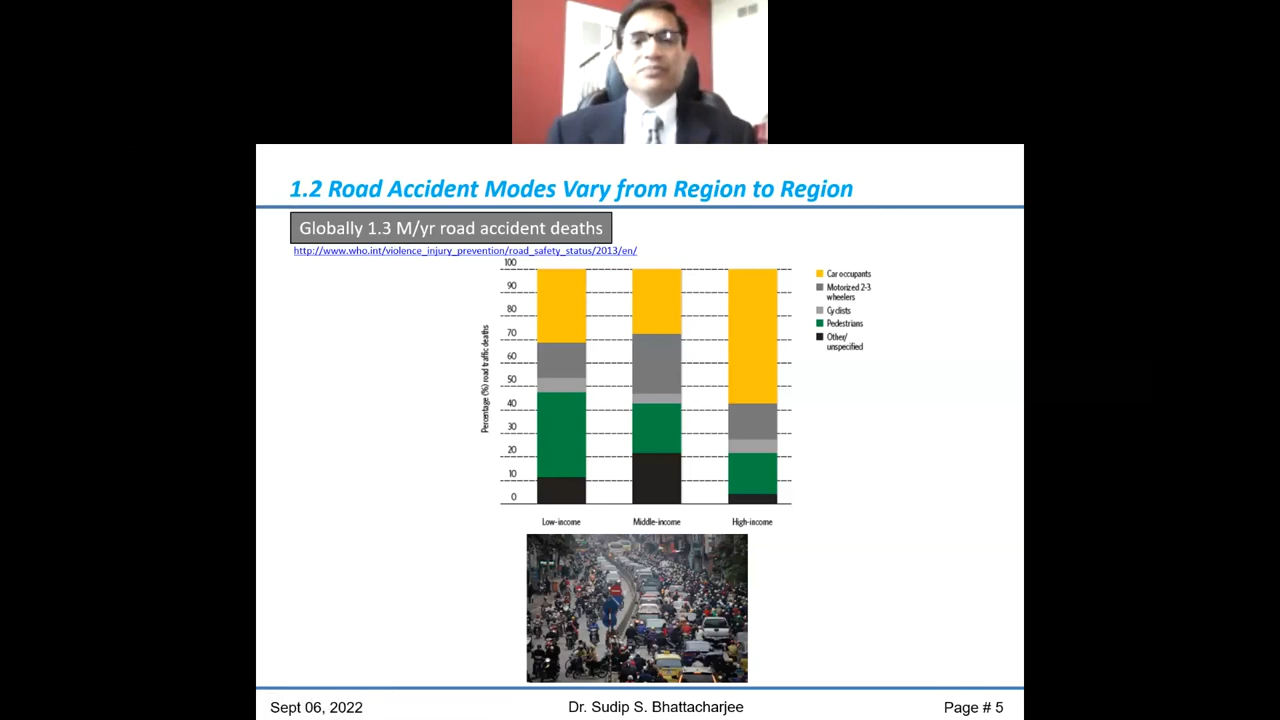 1.2 Road Accident Modes Vary from Region to Region
Globally 1.3 M/yr road accident deaths
http://www.who.int/violence_injury_prevention/road_safety_status/2013/en/
Percentage (%) road traffic deaths
100
90
80
70
60
50
40
30
20
10
0
Low-income
Middle-income
High-income
Car occupants
Motorized 2-3
wheelers
Cyclists
Pedestrians
Other/
unspecified
Sept 06, 2022
Dr. Sudip S. Bhattacharjee
Page # 5